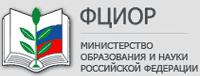 ФЦИОР
МИНИСТЕРСТВО
ОБРАЗОВАНИЯ И НАУКИ
РОССИЙСКОЙ ФЕДЕРАЦИИ